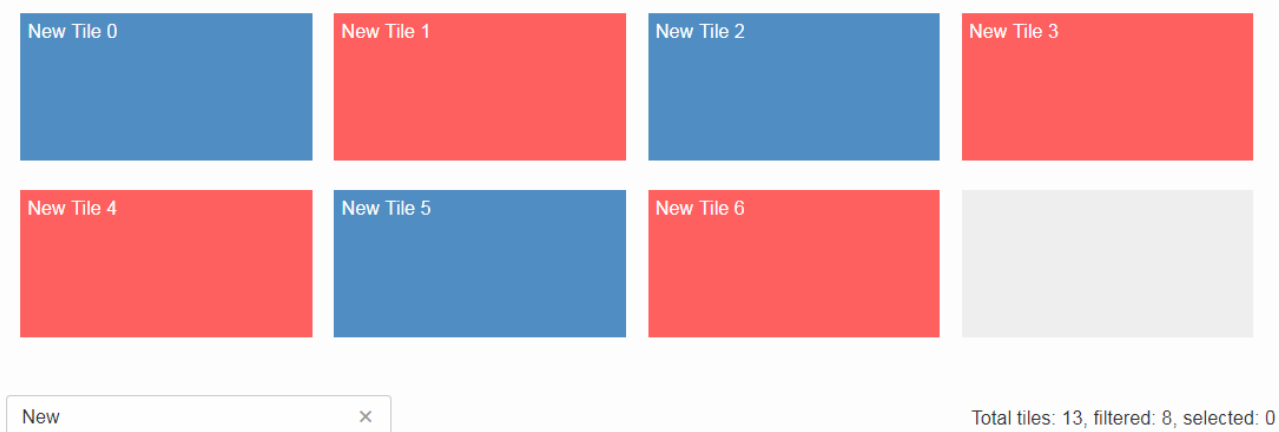 New Tile 0
New Tile 1
New Tile 2
New Tile 3
New Tile 4
New Tile 5
New Tile 6
New
Total tiles: 13, filtered: 8, selected: 0